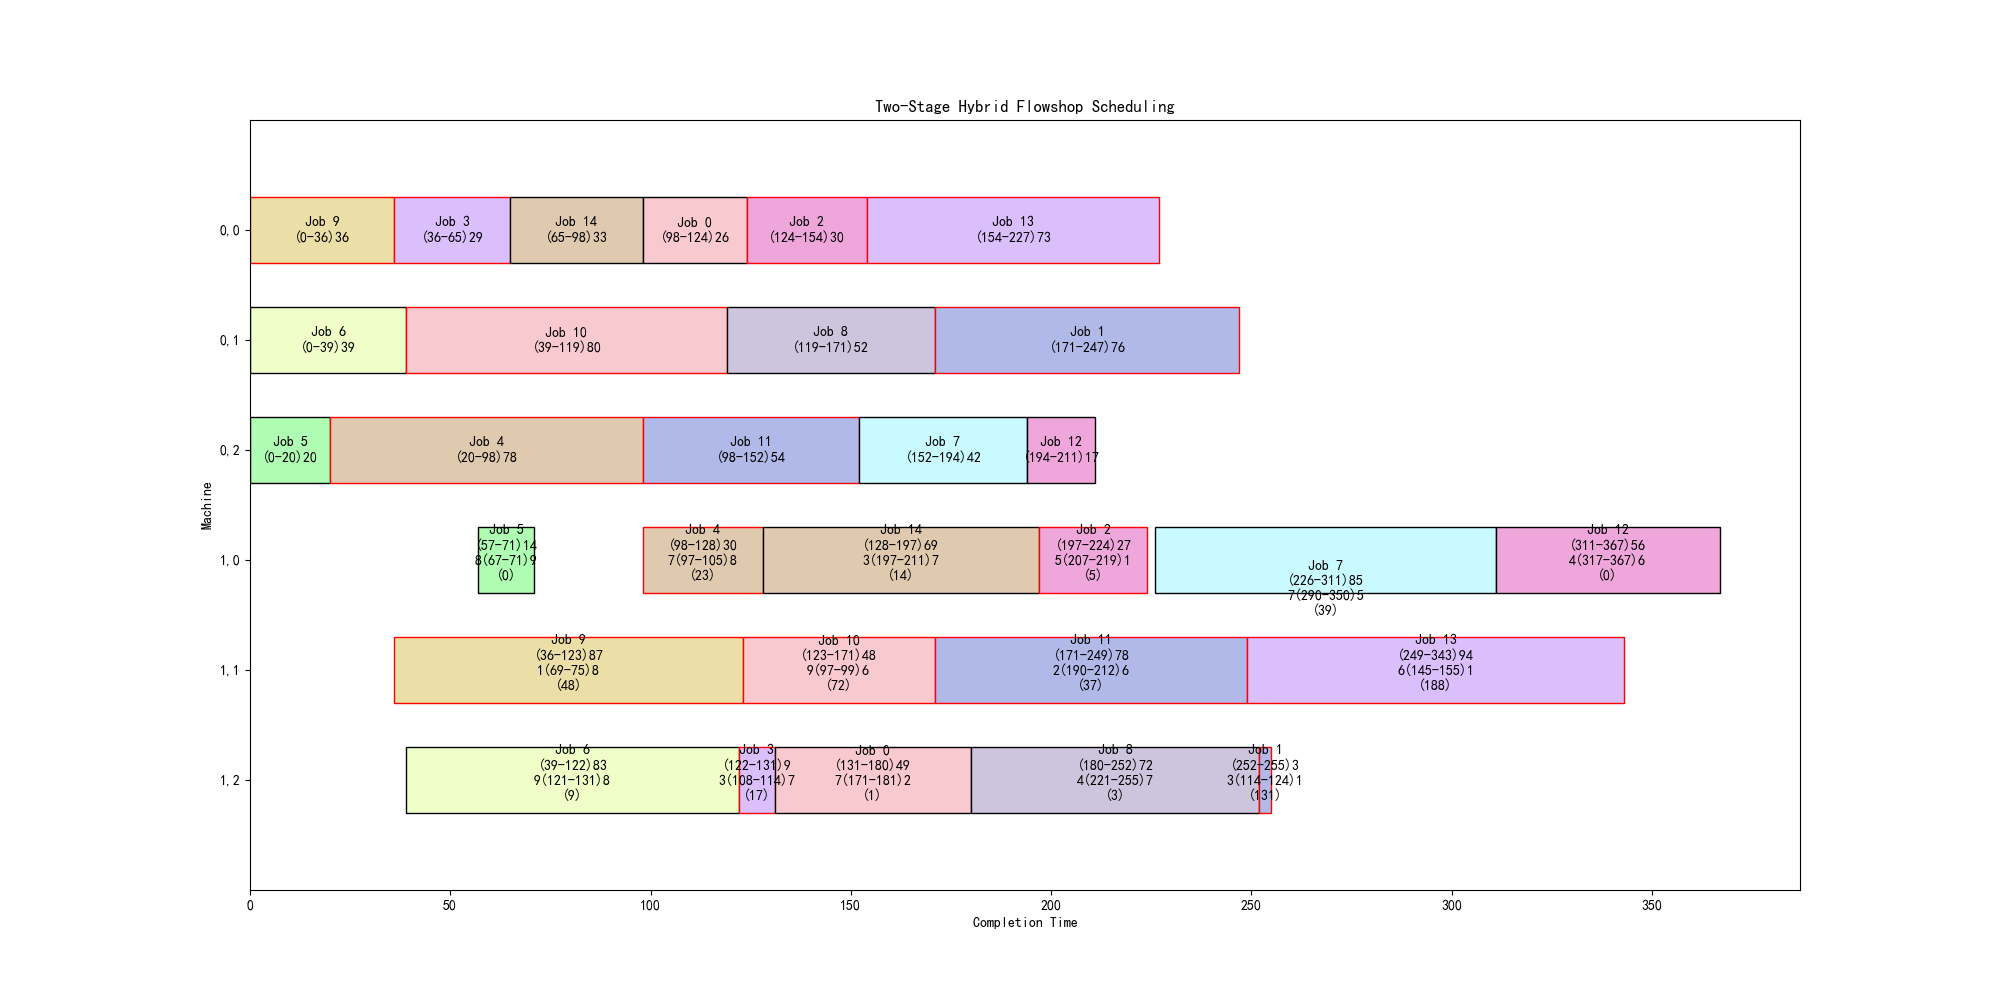 Two-Stage Hybrid Flowshop Scheduling
0,0
Job 9
(0-36)36
Job 3
(36-65)29
Job 14
(65-98)33
Job 0
(98-124)26
Job 2
(124-154)30
Job 13
(154-227)73
0,1
Job 6
(0-39)39
Job 10
(39-119)80
Job 8
(119-171)52
Job 1
(171-247)76
0,2
Job 5
(0-20)20
Job 4
(20-98)78
Job 11
(98-152)54
Job 7
(152-194)42
Job 12
(194-211)17
Machine
1,0
Job 5
(57-71)14
8(67-71)9
(0)
Job 4
(98-128)30
7(97-105)8
(23)
Job 14
(128-197)69
3(197-211)7
(14)
Job 2
(197-224)27
5(207-219)1
(5)
Job 7
(226-311)85
7(290-350)5
(39)
Job 12
(311-367)56
4(317-367)6
(0)
1,1
Job 9
(36-123)87
1(69-75)8
(48)
Job 10
(123-171)48
9(97-99)6
(72)
Job 11
(171-249)78
2(190-212)6
(37)
Job 13
(249-343)94
6(145-155)1
(188)
1,2
Job 6
(39-122)83
9(121-131)8
(9)
Job 3
(122-131)9
3(108-114)7
(17)
Job 0
(131-180)49
7(171-181)2
(1)
Job 8
(180-252)72
4(221-255)7
(3)
Job 1
(252-255)3
3(114-124)1
(131)
0
50
100
150
200
250
300
350
Completion Time